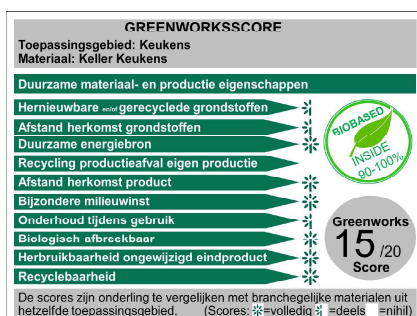 GREENWORKSSCORE
Toepassingsgebied: Keukens
Materiaal: Keller Keukens
Duurzame materiaal- en productie eigenschappen
Hernieuwbare en/of gerecyclede grondstoffen
Afstand herkomst grondstoffen
Duurzame energiebron
Recycling productieafval eigen productie
Afstand herkomst product
Bijzondere milieuwinst
Onderhoud tijdens gebruik
Biologisch afbreekbaar
Herbruikbaarheid ongewijzigd eindproduct
Recyclebaarheid
BIOBASED
INSIDE
90-100%
Greenworks
15 /20
Score
De scores zijn onderling te vergelijken met branchegelijke materialen uit
hetzelfde toepassingsgebied. (Scores: =volledig =deels =nihil)